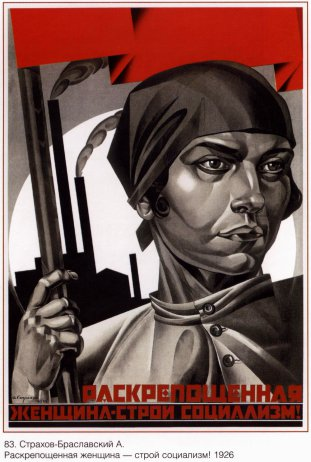 РАСКРЕПОЩЕННАЯ
ЖЕНЩИНА-СТРОЙ СОЦИАЛИЗМ!
83. Страхов-Браславский А.
Раскрепощенная женщина — строй социализм! 1926